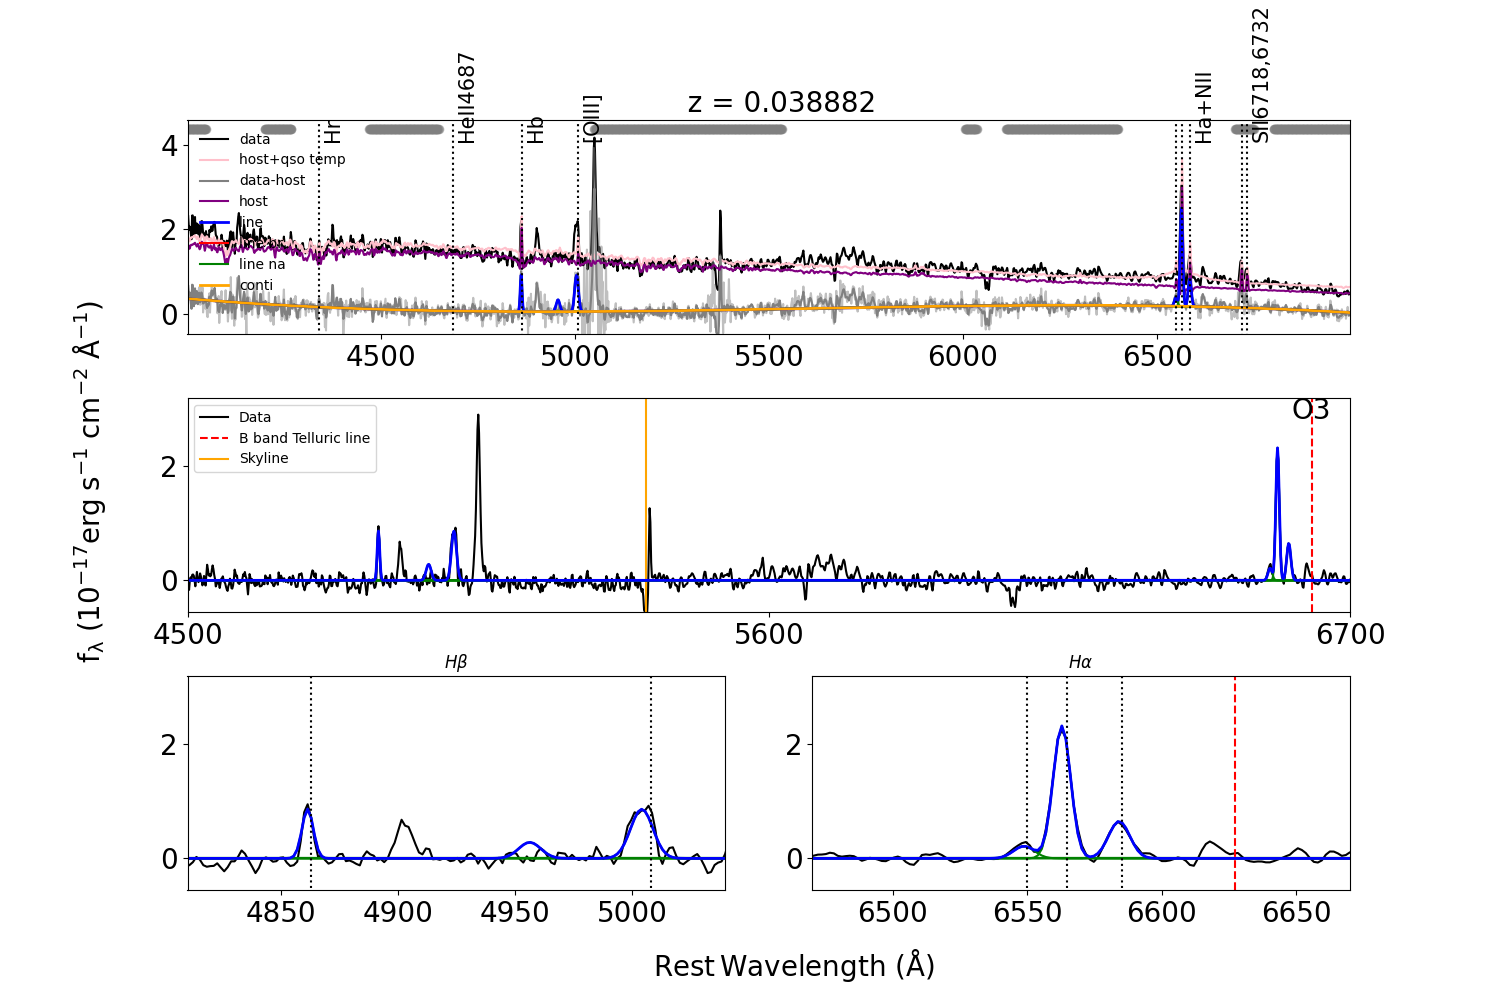 z = 0.038882
Hr
HeII4687
Hb
[OIII]
Ha+NII
SII6718,6732
data
host+qso temp
data-host
host
line
line na
conti
4
2
0
4500 5000 5500 6000 6500
Data
B band Telluric line
Skyline
O3
2
0
4500 5600 6700
fλ (10⁻¹⁷erg s⁻¹ cm⁻² Å⁻¹)
Hβ
2
0
4850 4900 4950 5000
Hα
2
0
6500 6550 6600 6650
Rest Wavelength (Å)